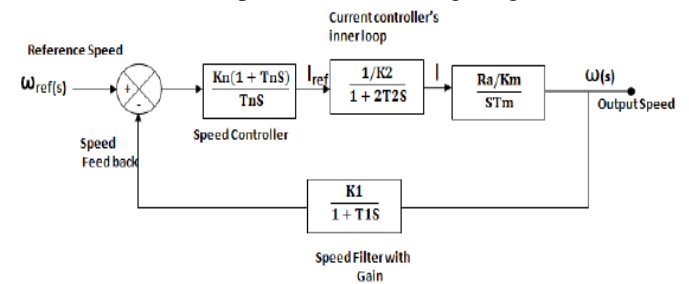 Current controller's
inner loop
Reference Speed
ωref(s)
+
-
Kn(1 + TnS)
TnS
Iref
1/K2
1 + 2T2S
I
Ra/Km
STm
ω(s)
Output Speed
Speed Controller
Speed
Feed back
K1
1 + T1S
Speed Filter with
Gain